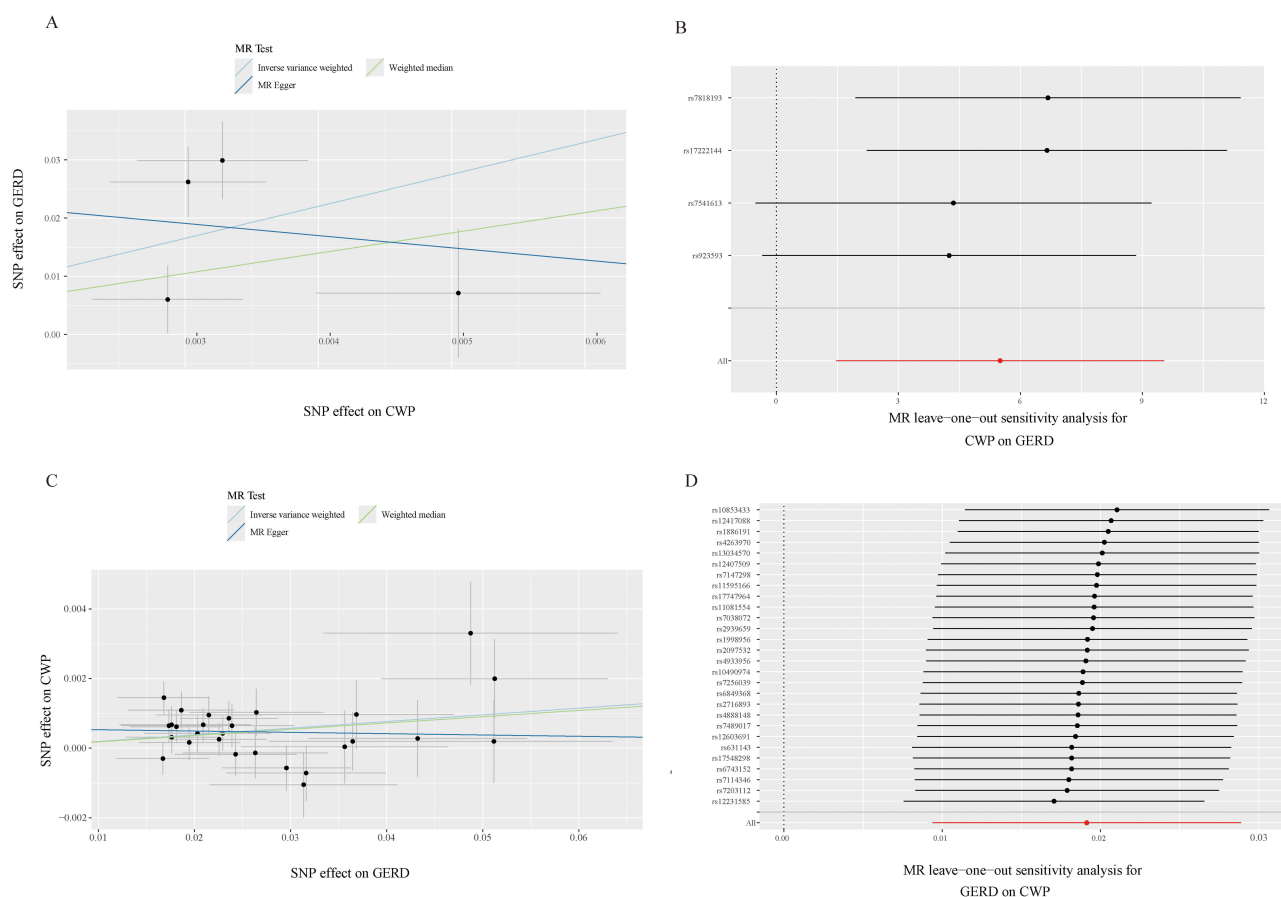 A
MR Test
Inverse variance weighted
Weighted median
MR Egger
0.03
0.02
0.01
0.00
SNP effect on GERD
0.003
0.004
0.005
0.006
SNP effect on CWP
B
rs7818193
rs17222144
rs7541613
rs923593
All
0
3
6
9
12
MR leave−one−out sensitivity analysis for
CWP on GERD
C
MR Test
Inverse variance weighted
Weighted median
MR Egger
0.004
0.002
0.000
−0.002
SNP effect on CWP
0.01
0.02
0.03
0.04
0.05
0.06
SNP effect on GERD
D
rs10853433
rs12417088
rs1886191
rs4263970
rs13034570
rs12407509
rs7147298
rs11595166
rs17747964
rs11081554
rs7038072
rs2939659
rs1998956
rs2097532
rs4933956
rs10490974
rs7256039
rs6849368
rs2716893
rs4888148
rs7489017
rs12603691
rs631143
rs17548298
rs6743152
rs7114346
rs7203112
rs12231585
All
0.00
0.01
0.02
0.03
MR leave−one−out sensitivity analysis for
GERD on CWP